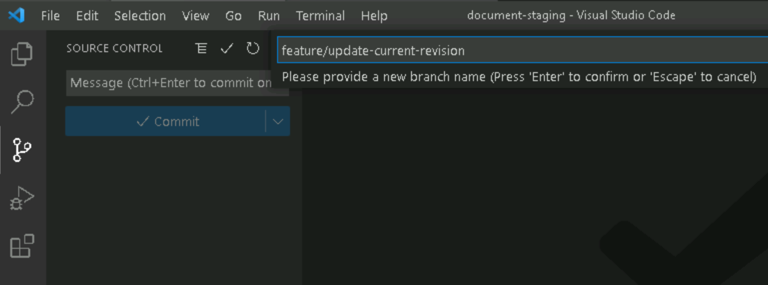 File Edit Selection View Go Run Terminal Help document-staging - Visual Studio Code
SOURCE CONTROL
feature/update-current-revision
Message (Ctrl+Enter to commit on
Please provide a new branch name (Press 'Enter' to confirm or 'Escape' to cancel)
Commit